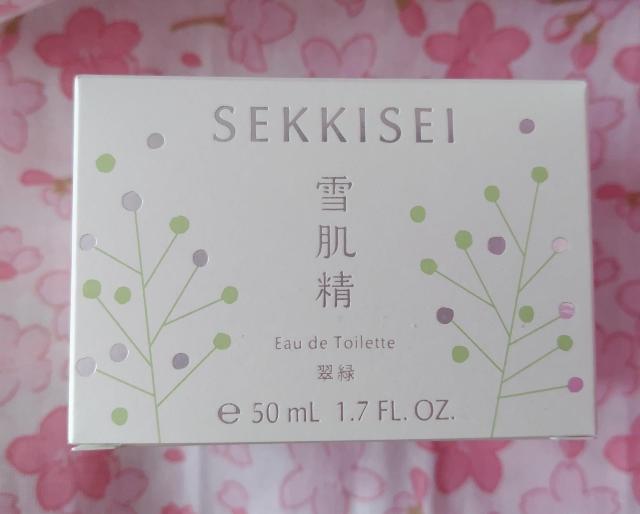 SEKKISEI
雪
肌
精
Eau de Toilette
翠緑
℮ 50 mL 1.7 FL. OZ.